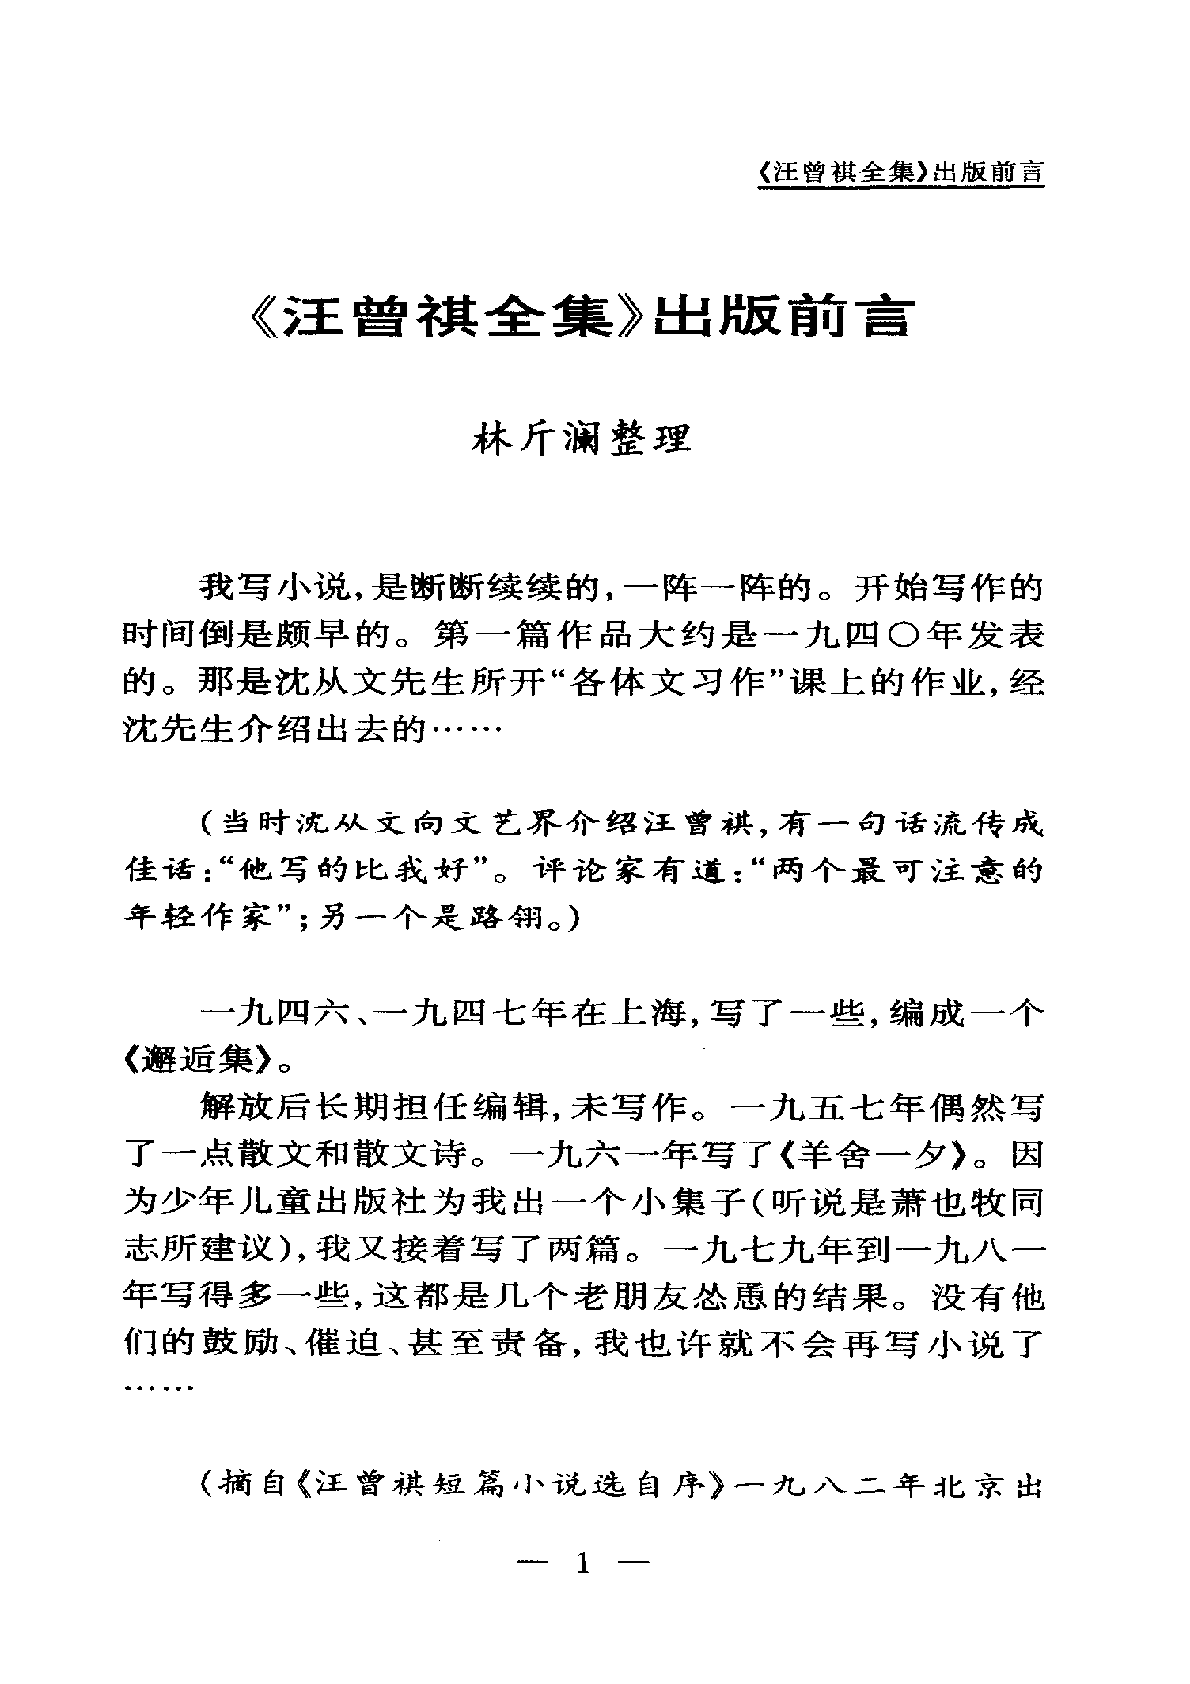 《汪曾祺全集》出版前言
《汪曾祺全集》出版前言
林斤澜整理
我写小说,是断断续续的,一阵一阵的。开始写作的
时间倒是颇早的。第一篇作品大约是一九四〇年发表
的。那是沈从文先生所开“各体文习作”课上的作业,经
沈先生介绍出去的……
(当时沈从文向文艺界介绍汪曾祺,有一句话流传成
佳话:“他写的比我好”。评论家有道:“两个最可注意的
年轻作家”;另一个是路翎。)
一九四六、一九四七年在上海,写了一些,编成一个
《邂逅集》。
解放后长期担任编辑,未写作。一九五七年偶然写
了一点散文和散文诗。一九六一年写了《羊舍一夕》。因
为少年儿童出版社为我出一个小集子(听说是萧也牧同
志所建议),我又接着写了两篇。一九七九年到一九八一
年写得多一些,这都是几个老朋友怂恿的结果。没有他
们的鼓励、催迫、甚至责备,我也许就不会再写小说了
……
(摘自《汪曾祺短篇小说选自序》一九八二年北京出
— 1 —